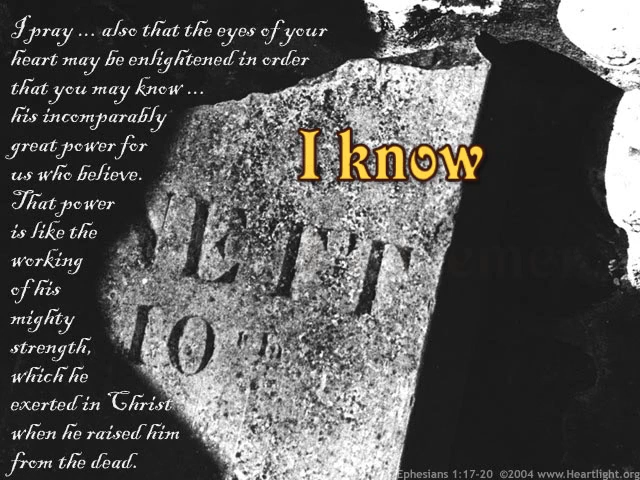 I pray ... also that the eyes of your
heart may be enlightened in order
that you may know ...
his incomparably
great power for
us who believe.
That power
is like the
working
of his
mighty
strength,
which he
exerted in Christ
when he raised him
from the dead.
I know
ETT
10TH
Ephesians 1:17-20 ©2004 www.Heartlight.org